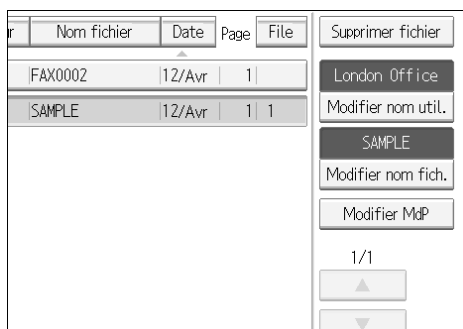 Nom fichier Date Page File Supprimer fichier
FAX0002 12/Avr 1
London Office
SAMPLE 12/Avr 1 1
Modifier nom util.
SAMPLE
Modifier nom fich.
Modifier MdP
1/1